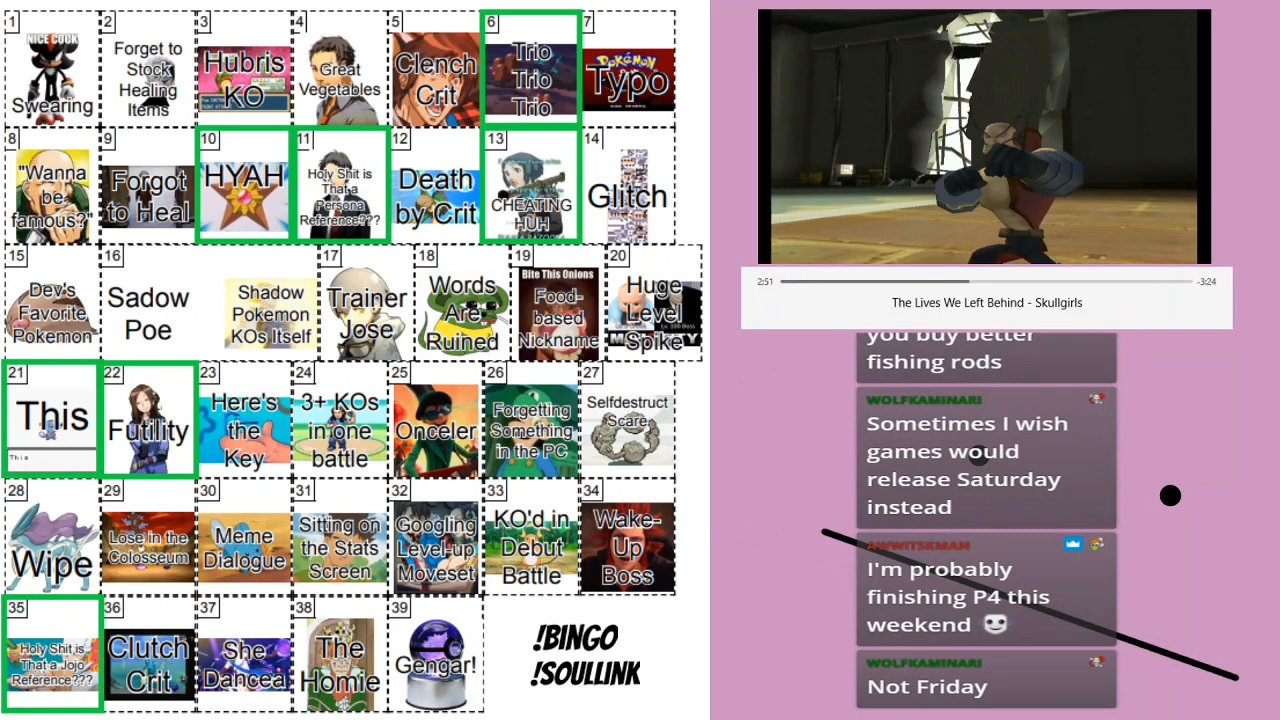 1
NICE COCK
Swearing
2
Forget to
Stock
Healing
Items
3
Hubris
KO
4
Great
Vegetables
5
Clench
Crit
6
Trio
Trio
Trio
7
POKÉMON
Typo
8
"Wanna
be
famous?"
9
Forgot
to Heal
10
HYAH
11
Holy Shit is
That a
Persona
Reference???
12
Death
by Crit
13
CHEATING
HUH
14
Glitch
15
Dev's
Favorite
Pokemon
16
Sadow
Poe
Shadow
Pokemon
KOs Itself
17
Trainer
Jose
18
Words
Are
Ruined
19
Bite This Onions
Food-
based
Nickname
20
Huge
Level
Spike
21
This
This
22
Futility
23
Here's
the
Key
24
3+ KOs
in one
battle
25
Onceler
26
Forgetting
Something
in the PC
27
Selfdestruct
Scare
28
Wipe
29
Lose in the
Colosseum
30
Meme
Dialogue
31
Sitting on
the Stats
Screen
32
Googling
Level-up
Moveset
33
KO'd in
Debut
Battle
34
Wake-
Up
Boss
35
Holy Shit is
That a Jojo
Reference???
36
Clutch
Crit
37
She
Dancea
38
The
Homie
39
Gengar!
!BINGO
!SOULLINK
2:51
-3:24
The Lives We Left Behind - Skullgirls
you buy better
fishing rods
WOLFKAMINARI
Sometimes I wish
games would
release Saturday
instead
AWWITSKMAN
I'm probably
finishing P4 this
weekend
WOLFKAMINARI
Not Friday